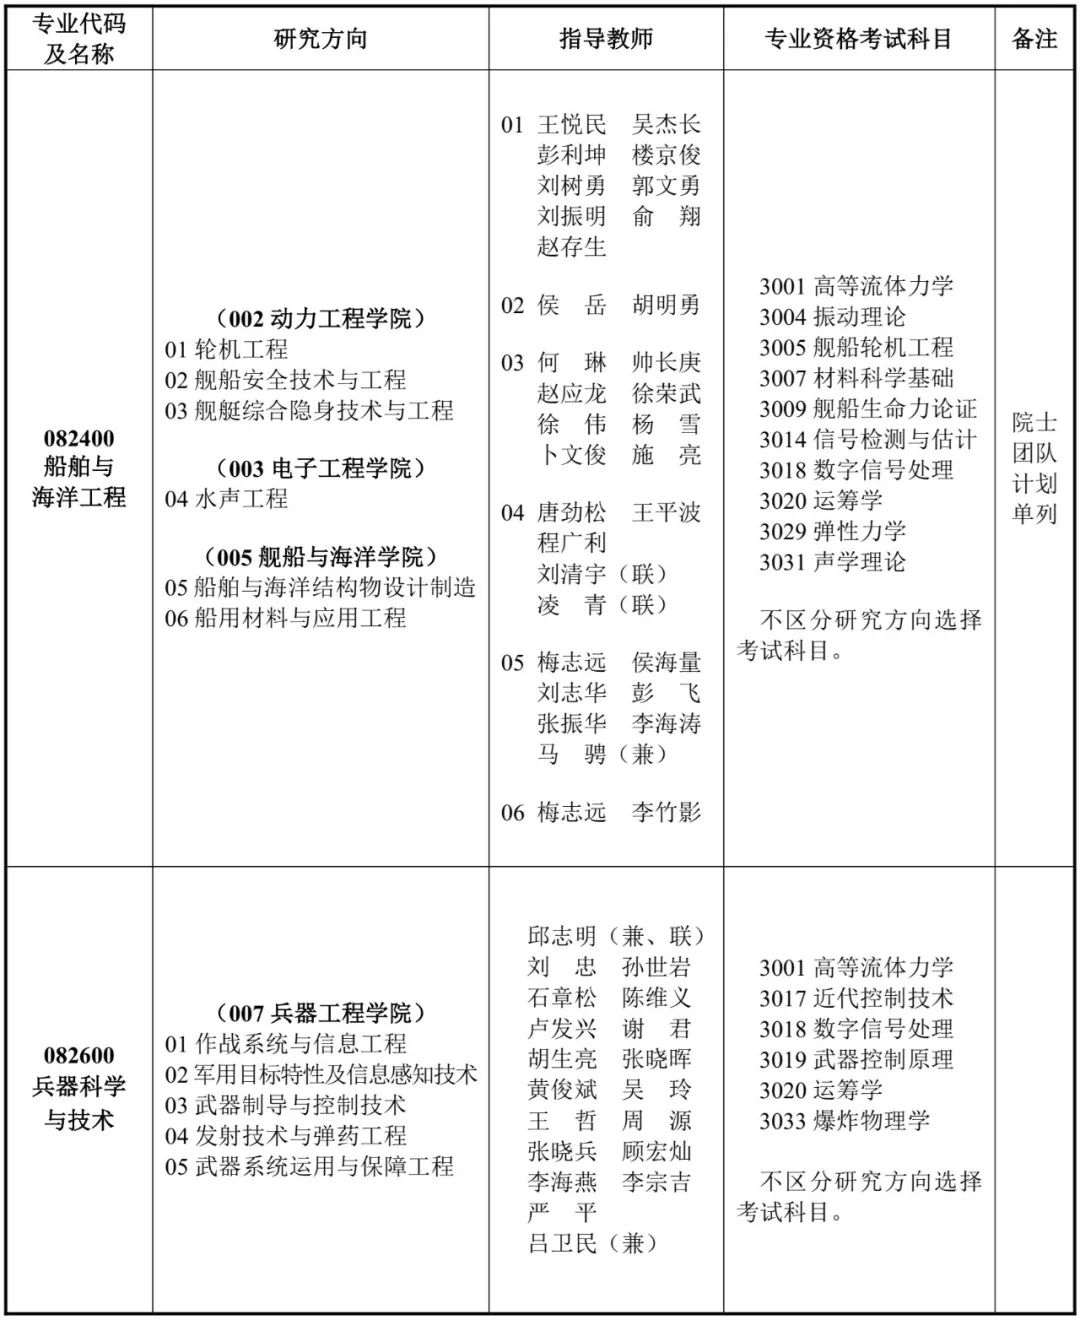 专业代码
及名称
研究方向
指导教师
专业资格考试科目
备注
082400
船舶与
海洋工程
（002 动力工程学院）
01 轮机工程
02 舰船安全技术与工程
03 舰艇综合隐身技术与工程
（003 电子工程学院）
04 水声工程
（005 舰船与海洋学院）
05 船舶与海洋结构物设计制造
06 船用材料与应用工程
01 王悦民 吴杰长
彭利坤 楼京俊
刘树勇 郭文勇
刘振明 俞 翔
赵存生
02 侯 岳 胡明勇
03 何 琳 帅长庚
赵应龙 徐荣武
徐 伟 杨 雪
卜文俊 施 亮
04 唐劲松 王平波
程广利
刘清宇（联）
凌 青（联）
05 梅志远 侯海量
刘志华 彭 飞
张振华 李海涛
马 骋（兼）
06 梅志远 李竹影
3001 高等流体力学
3004 振动理论
3005 舰船轮机工程
3007 材料科学基础
3009 舰船生命力论证
3014 信号检测与估计
3018 数字信号处理
3020 运筹学
3029 弹性力学
3031 声学理论
不区分研究方向选择
考试科目。
院士
团队
计划
单列
082600
兵器科学
与技术
（007 兵器工程学院）
01 作战系统与信息工程
02 军用目标特性及信息感知技术
03 武器制导与控制技术
04 发射技术与弹药工程
05 武器系统运用与保障工程
邱志明（兼、联）
刘 忠 孙世岩
石章松 陈维义
卢发兴 谢 君
胡生亮 张晓晖
黄俊斌 吴 玲
王 哲 周 源
张晓兵 顾宏灿
李海燕 李宗吉
严 平
吕卫民（兼）
3001 高等流体力学
3017 近代控制技术
3018 数字信号处理
3019 武器控制原理
3020 运筹学
3033 爆炸物理学
不区分研究方向选择
考试科目。